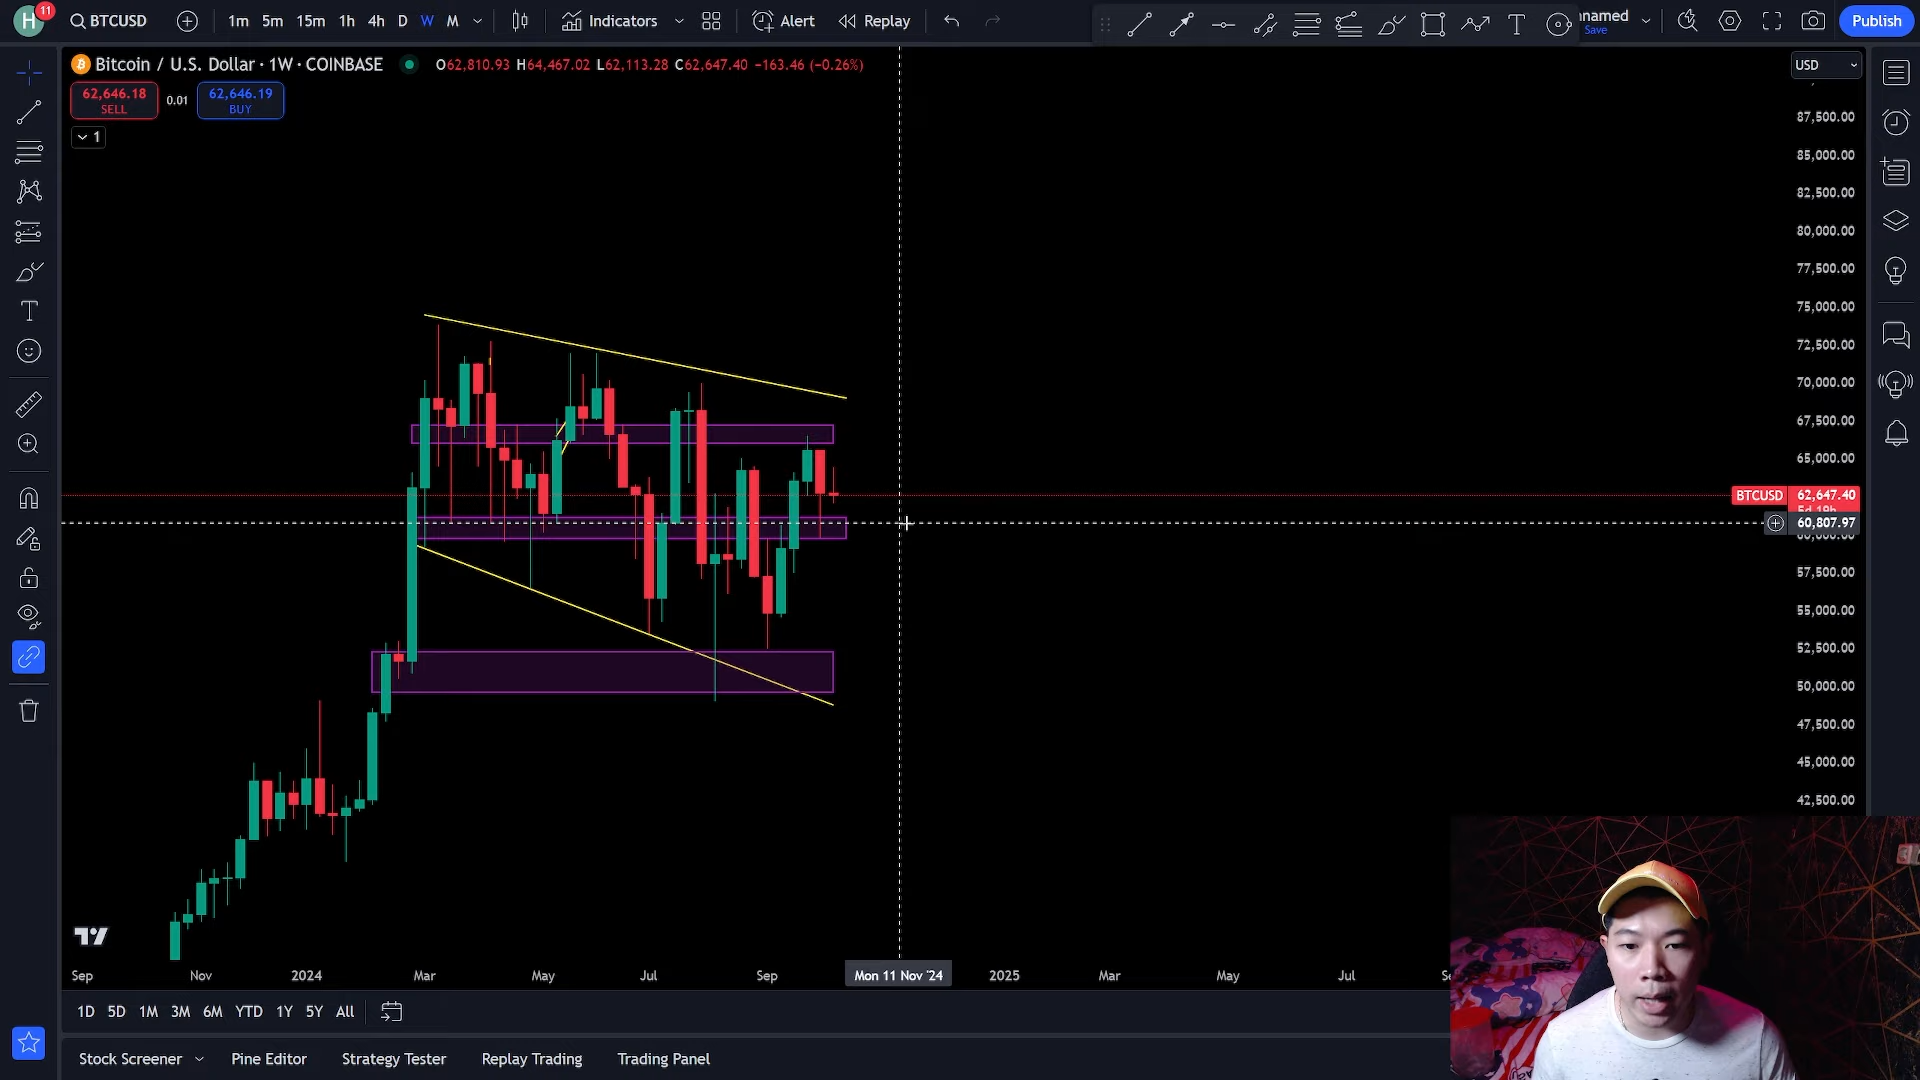 H
11
BTCUSD
1m 5m 15m 1h 4h D W M
Indicators
Alert
Replay
Save
Publish
Bitcoin / U.S. Dollar · 1W · COINBASE
O62,810.93 H64,467.02 L62,113.28 C62,647.40 −163.46 (−0.26%)
USD
62,646.18
SELL
0.01
62,646.19
BUY
1
87,500.00
85,000.00
82,500.00
80,000.00
77,500.00
75,000.00
72,500.00
70,000.00
67,500.00
65,000.00
BTCUSD 62,647.40
5d 19h
60,807.97
60,000.00
57,500.00
55,000.00
52,500.00
50,000.00
47,500.00
45,000.00
42,500.00
Sep Nov 2024 Mar May Jul Sep Mon 11 Nov '24 2025 Mar May Jul
1D 5D 1M 3M 6M YTD 1Y 5Y All
Stock Screener Pine Editor Strategy Tester Replay Trading Trading Panel